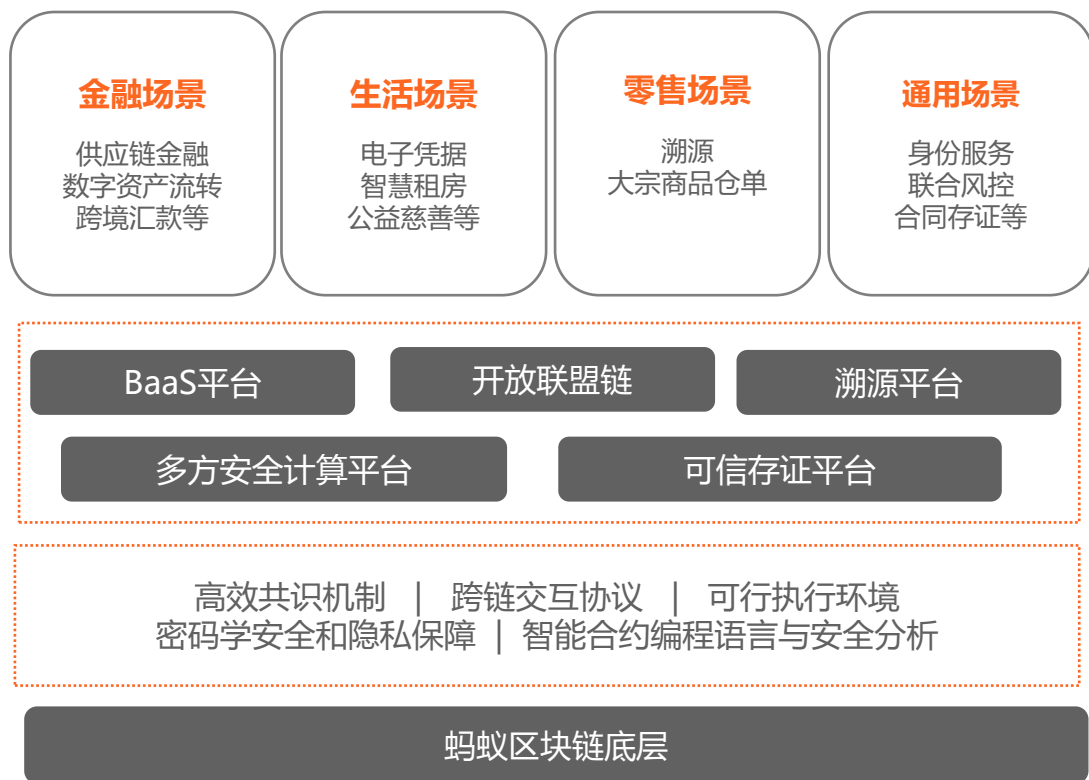 金融场景
供应链金融
数字资产流转
跨境汇款等
生活场景
电子凭据
智慧租房
公益慈善等
零售场景
溯源
大宗商品仓单
通用场景
身份服务
联合风控
合同存证等
BaaS平台
开放联盟链
溯源平台
多方安全计算平台
可信存证平台
高效共识机制 | 跨链交互协议 | 可行执行环境
密码学安全和隐私保障 | 智能合约编程语言与安全分析
蚂蚁区块链底层